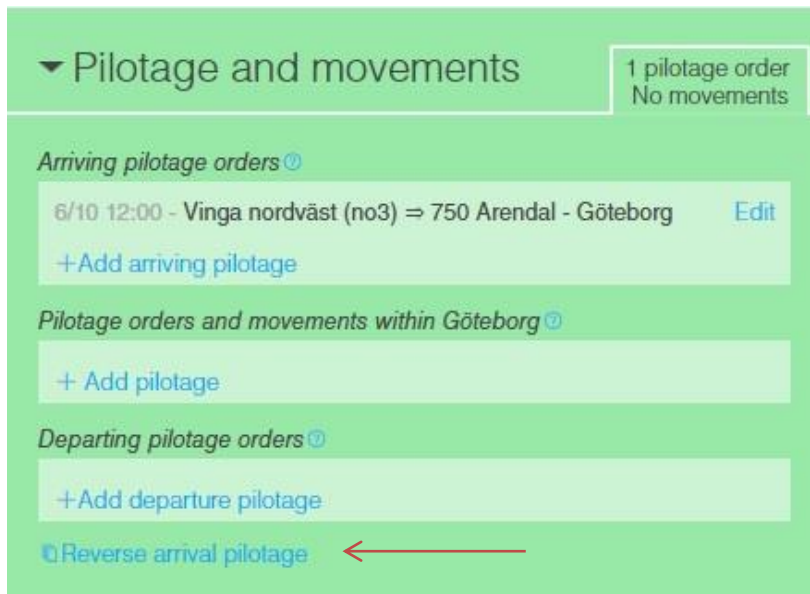 Pilotage and movements
1 pilotage order
No movements
Arriving pilotage orders
6/10 12:00 - Vinga nordväst (no3) ⇒ 750 Arendal - Göteborg Edit
+Add arriving pilotage
Pilotage orders and movements within Göteborg
+ Add pilotage
Departing pilotage orders
+Add departure pilotage
Reverse arrival pilotage